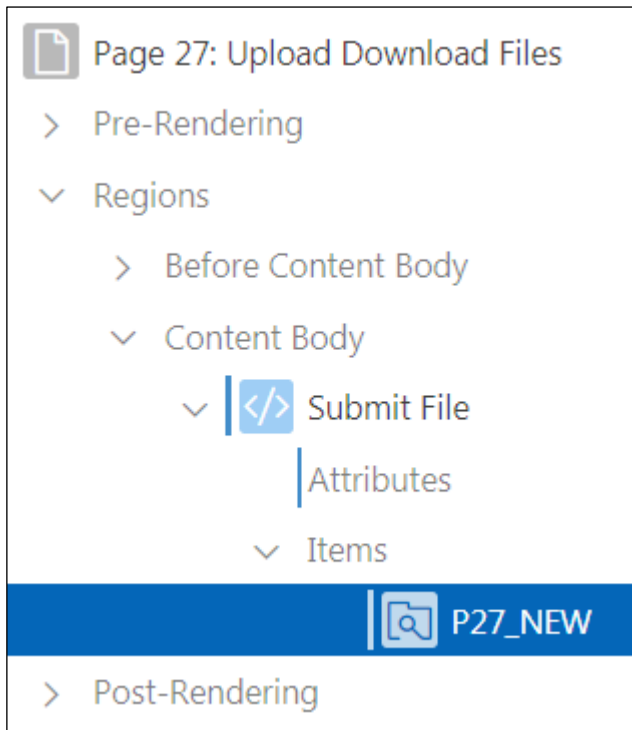 Page 27: Upload Download Files
Pre-Rendering
Regions
Before Content Body
Content Body
Submit File
Attributes
Items
P27_NEW
Post-Rendering